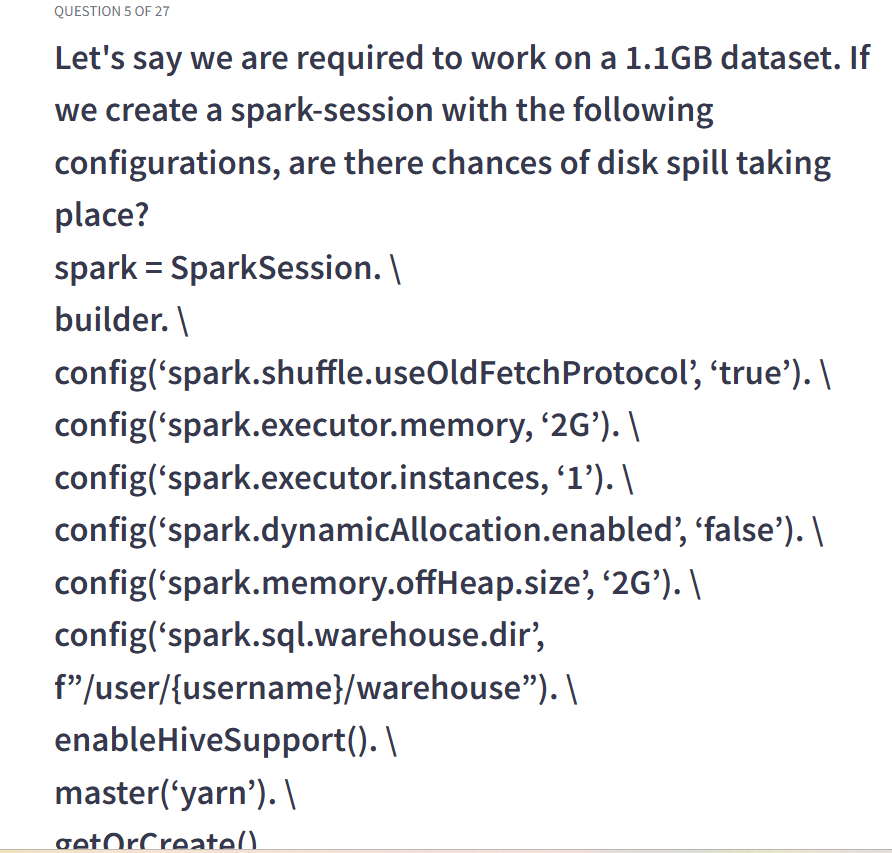 QUESTION 5 OF 27
Let's say we are required to work on a 1.1GB dataset. If
we create a spark-session with the following
configurations, are there chances of disk spill taking
place?
spark = SparkSession. \
builder. \
config(‘spark.shuffle.useOldFetchProtocol’, ‘true’). \
config(‘spark.executor.memory, ‘2G’). \
config(‘spark.executor.instances, ‘1’). \
config(‘spark.dynamicAllocation.enabled’, ‘false’). \
config(‘spark.memory.offHeap.size’, ‘2G’). \
config(‘spark.sql.warehouse.dir’,
f”/user/{username}/warehouse”). \
enableHiveSupport(). \
master(‘yarn’). \
getOrCreate()